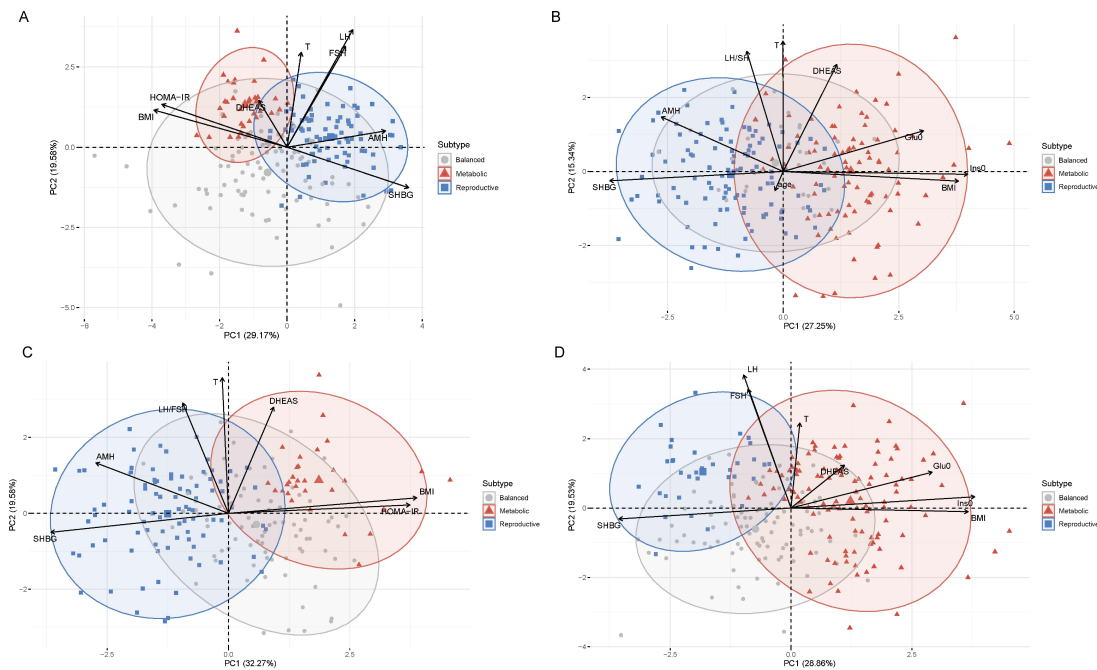 A
PC2 (19.58%)
2.5
0.0
−2.5
−5.0
−6
−4
−2
0
2
4
PC1 (29.17%)
LH
FSH
T
HOMA−IR
BMI
DHEAS
AMH
SHBG
Subtype
Balanced
Metabolic
Reproductive
B
PC2 (15.34%)
2
0
−2
−2.5
0.0
2.5
5.0
PC1 (27.25%)
T
LH/SH
DHEAS
AMH
Glu0
Ins0
BMI
SHBG
age
Subtype
Balanced
Metabolic
Reproductive
C
PC2 (19.58%)
2
0
−2
−2.5
0.0
2.5
PC1 (32.27%)
T
LH/FSH
DHEAS
AMH
BMI
HOMA−IR
SHBG
Subtype
Balanced
Metabolic
Reproductive
D
PC2 (19.53%)
4
2
0
−2
−4
−2.5
0.0
2.5
PC1 (28.86%)
LH
FSH
T
DHEAS
Glu0
Ins0
BMI
SHBG
Subtype
Balanced
Metabolic
Reproductive